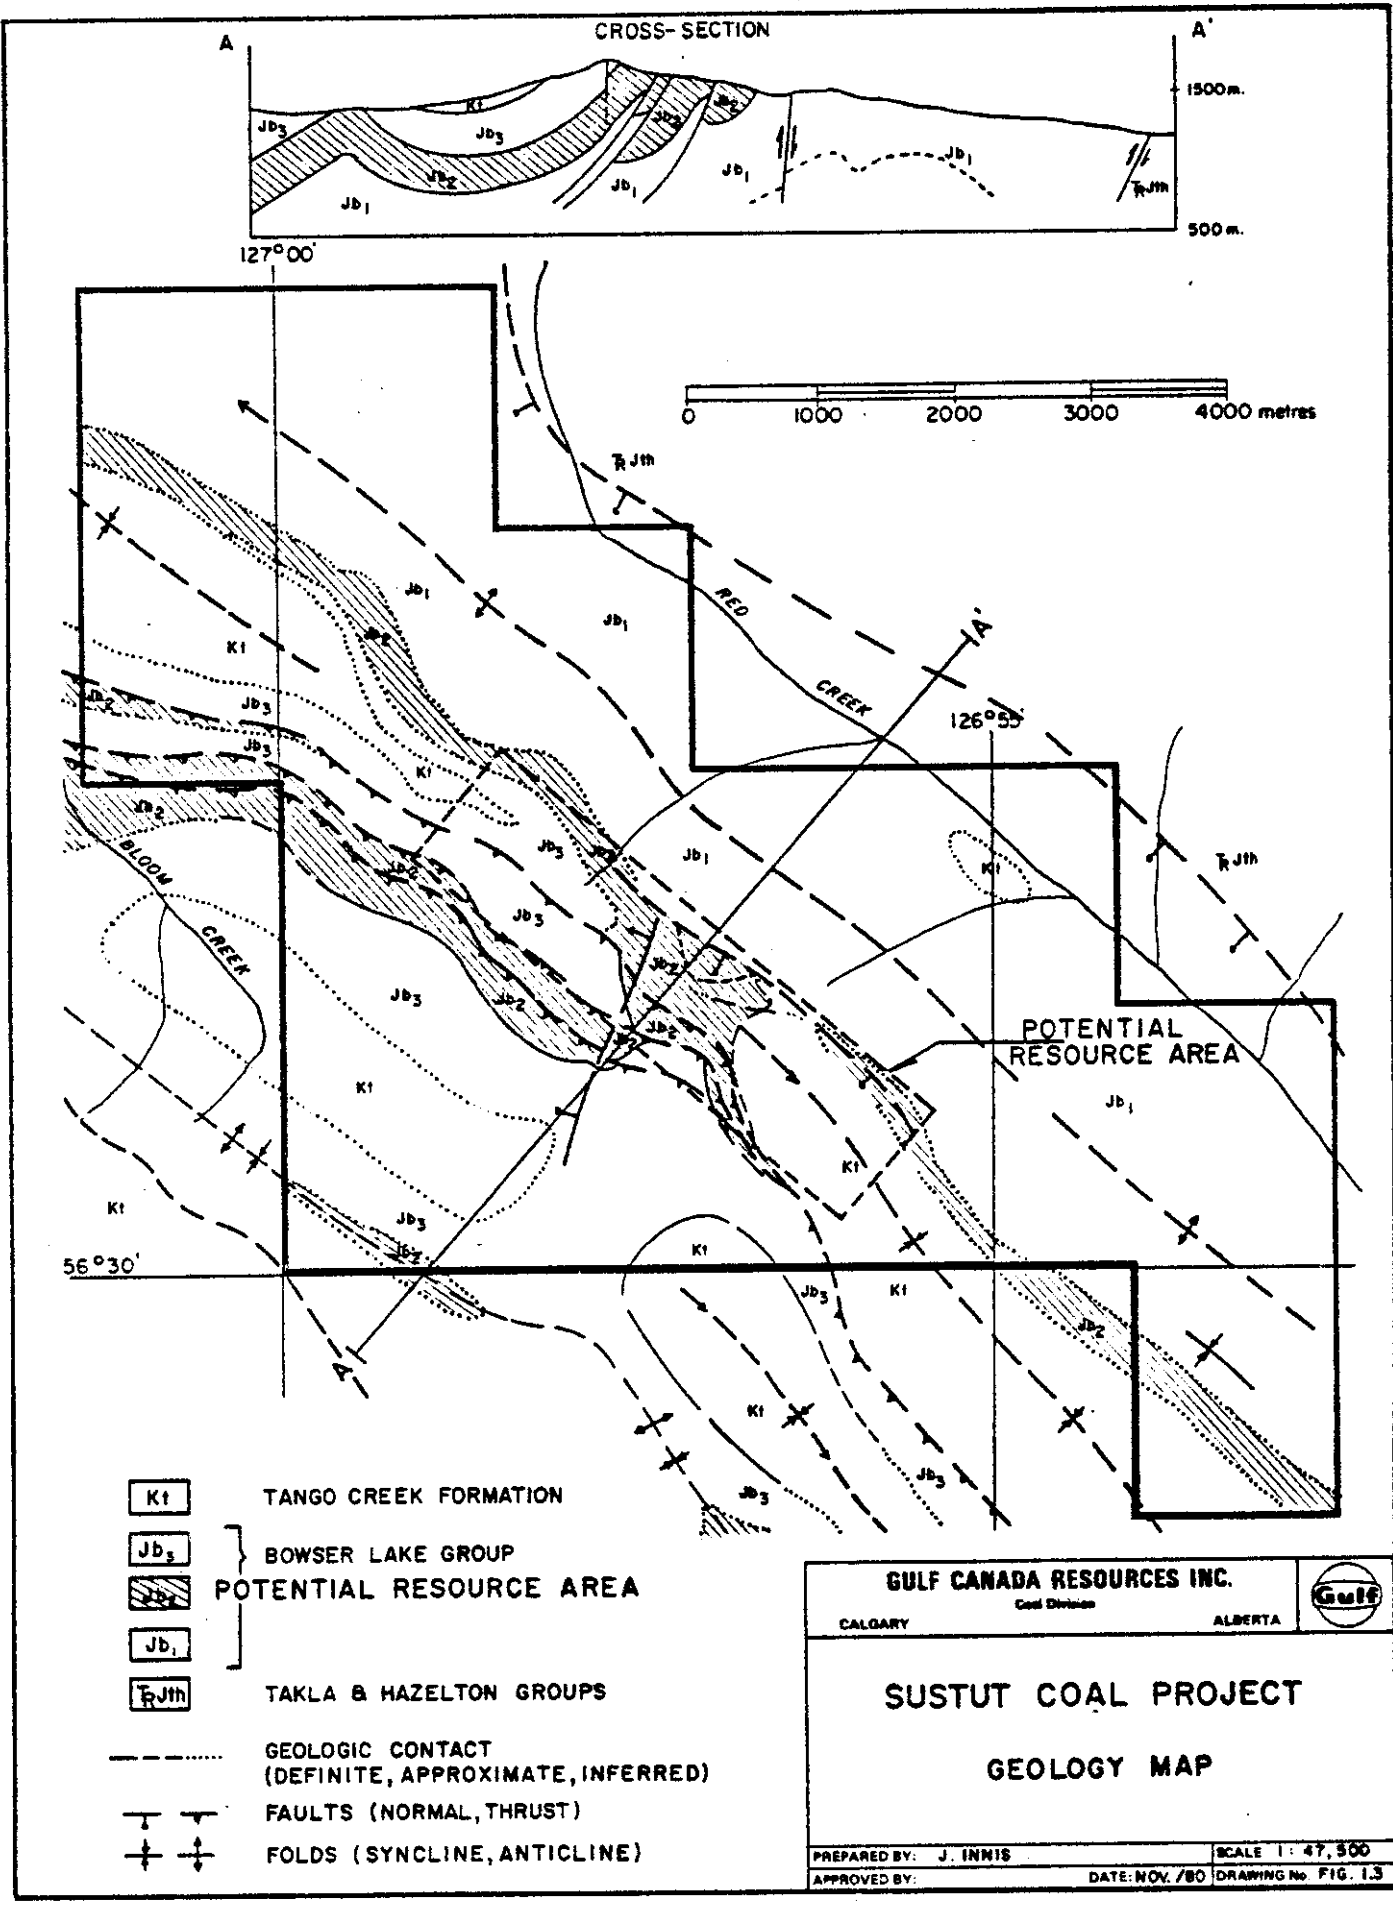 CROSS-SECTION
A
A'
1500m.
Kt
Jb3
Jb3
Jb2
Jb2
Jb2
Jb1
Jb1
Jb1
Jb1
TRJth
500m.
127°00'
0 1000 2000 3000 4000 metres
TRJth
Jb1
Jb1
RED
CREEK
A'
126°55'
Jb2
Kt
Jb2
Jb3
Jb3
Kt
Jb2
BLOOM
CREEK
Jb2
Jb3
Jb2
Jb1
Kt
TRJth
Jb3
Jb3
Jb2
Jb2
Jb2
Jb2
POTENTIAL
RESOURCE AREA
Kt
Jb1
Kt
Kt
Jb3
Jb2
Kt
56°30'
Jb3
Kt
Jb2
A
Kt
Jb3
Jb3
Kt TANGO CREEK FORMATION
Jb3
BOWSER LAKE GROUP
Jb2 POTENTIAL RESOURCE AREA
Jb1
TRJth TAKLA & HAZELTON GROUPS
GEOLOGIC CONTACT
(DEFINITE, APPROXIMATE, INFERRED)
FAULTS (NORMAL, THRUST)
FOLDS (SYNCLINE, ANTICLINE)
GULF CANADA RESOURCES INC.
Coal Division
CALGARY ALBERTA
Gulf
SUSTUT COAL PROJECT
GEOLOGY MAP
PREPARED BY: J. INNIS
SCALE 1:47,500
APPROVED BY:
DATE: NOV. /80
DRAWING No. FIG. 1.3